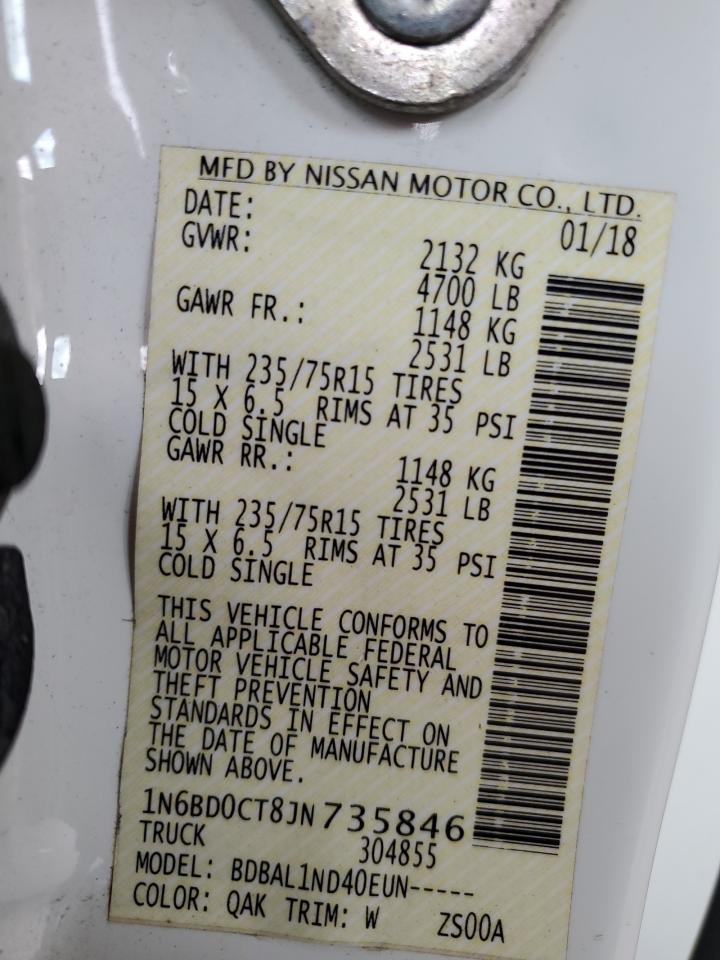 MFD BY NISSAN MOTOR CO., LTD.
DATE: 01/18
GVWR: 2132 KG
4700 LB
GAWR FR.: 1148 KG
2531 LB
WITH 235/75R15 TIRES
15 X 6.5 RIMS AT 35 PSI
COLD SINGLE
GAWR RR.: 1148 KG
2531 LB
WITH 235/75R15 TIRES
15 X 6.5 RIMS AT 35 PSI
COLD SINGLE
THIS VEHICLE CONFORMS TO
ALL APPLICABLE FEDERAL
MOTOR VEHICLE SAFETY AND
THEFT PREVENTION
STANDARDS IN EFFECT ON
THE DATE OF MANUFACTURE
SHOWN ABOVE.
1N6BD0CT8JN735846
TRUCK 304855
MODEL: BDBAL1ND40EUN-----
COLOR: QAK TRIM: W ZS00A